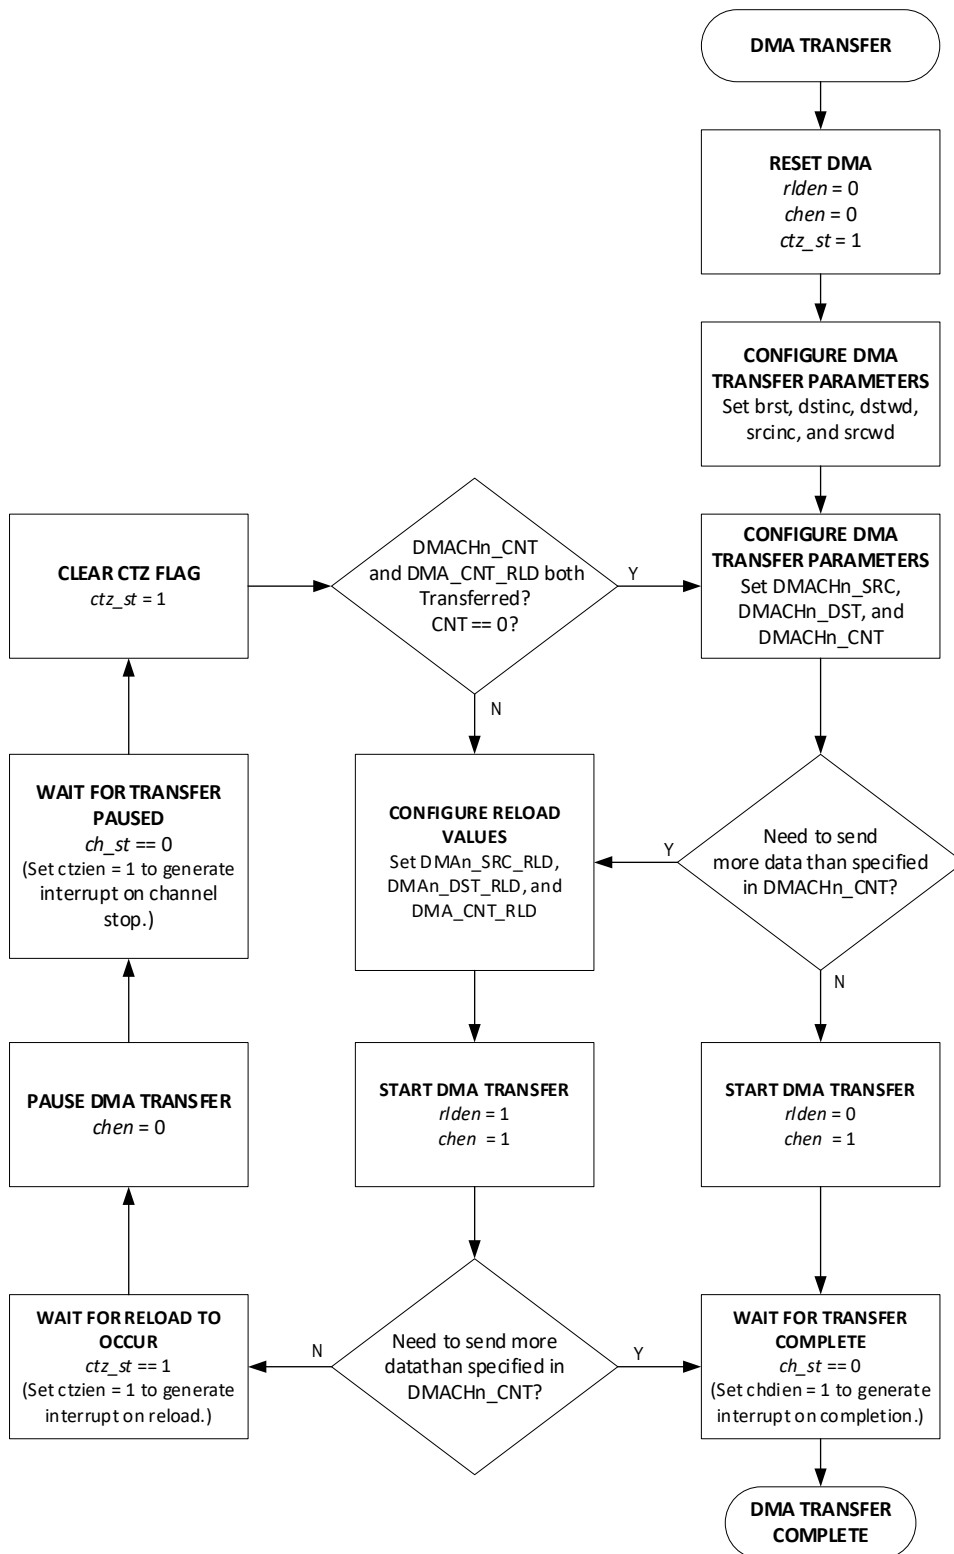 DMA TRANSFER
RESET DMA
rlden = 0
chen = 0
ctz_st = 1
CONFIGURE DMA
TRANSFER PARAMETERS
Set brst, dstinc, dstwd,
srcinc, and srcwd
CONFIGURE DMA
TRANSFER PARAMETERS
Set DMACHn_SRC,
DMACHn_DST, and
DMACHn_CNT
CLEAR CTZ FLAG
ctz_st = 1
DMACHn_CNT
and DMA_CNT_RLD both
Transferred?
CNT == 0?
Y
N
WAIT FOR TRANSFER
PAUSED
ch_st == 0
(Set ctzien = 1 to generate
interrupt on channel
stop.)
CONFIGURE RELOAD
VALUES
Set DMAn_SRC_RLD,
DMAn_DST_RLD, and
DMA_CNT_RLD
Y
Need to send
more data than specified
in DMACHn_CNT?
N
PAUSE DMA TRANSFER
chen = 0
START DMA TRANSFER
rlden = 1
chen = 1
START DMA TRANSFER
rlden = 0
chen = 1
WAIT FOR RELOAD TO
OCCUR
ctz_st == 1
(Set ctzien = 1 to generate
interrupt on reload.)
N
Need to send more
datathan specified in
DMACHn_CNT?
Y
WAIT FOR TRANSFER
COMPLETE
ch_st == 0
(Set chdien = 1 to generate
interrupt on completion.)
DMA TRANSFER
COMPLETE